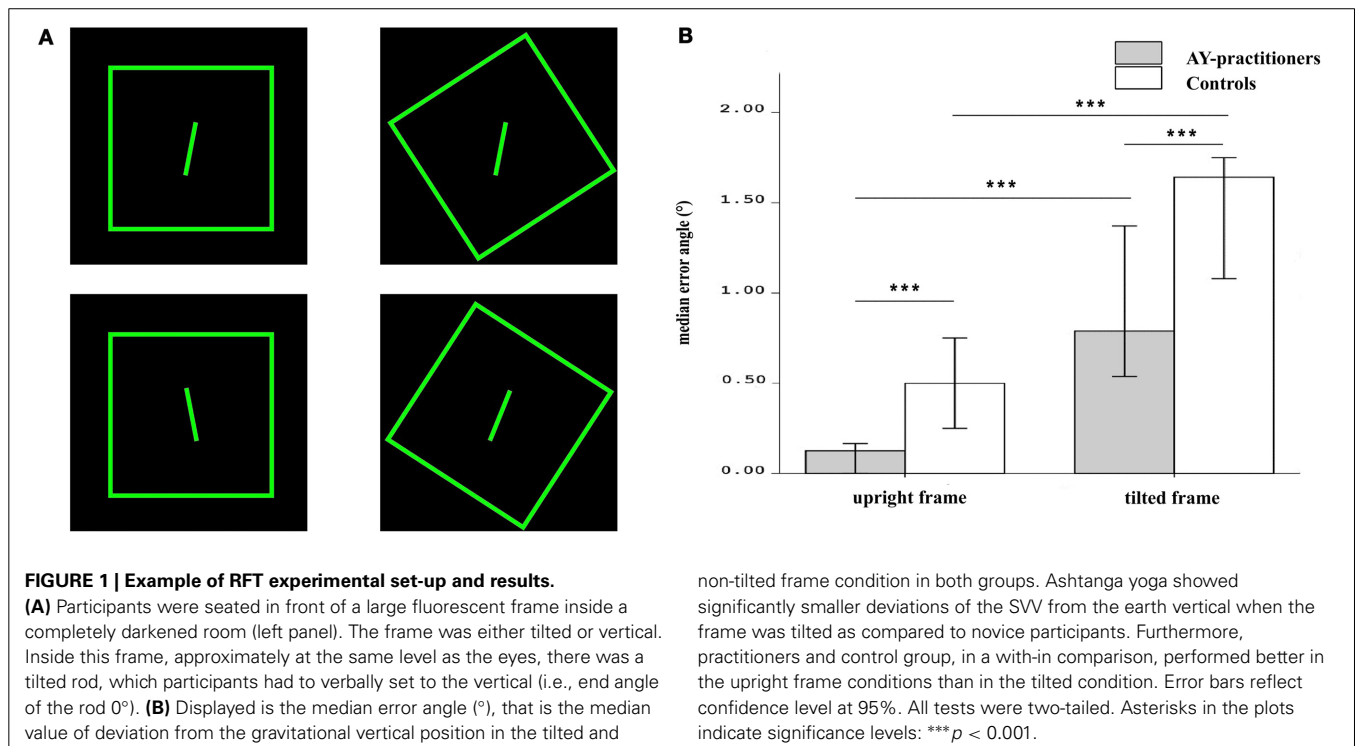 A
B
AY-practitioners
Controls
***
***
***
***
2.00
1.50
1.00
0.50
0.00
median error angle (°)
upright frame
tilted frame
FIGURE 1 | Example of RFT experimental set-up and results.
(A) Participants were seated in front of a large fluorescent frame inside a
completely darkened room (left panel). The frame was either tilted or vertical.
Inside this frame, approximately at the same level as the eyes, there was a
tilted rod, which participants had to verbally set to the vertical (i.e., end angle
of the rod 0°). (B) Displayed is the median error angle (°), that is the median
value of deviation from the gravitational vertical position in the tilted and
non-tilted frame condition in both groups. Ashtanga yoga showed
significantly smaller deviations of the SVV from the earth vertical when the
frame was tilted as compared to novice participants. Furthermore,
practitioners and control group, in a with-in comparison, performed better in
the upright frame conditions than in the tilted condition. Error bars reflect
confidence level at 95%. All tests were two-tailed. Asterisks in the plots
indicate significance levels: ***p < 0.001.